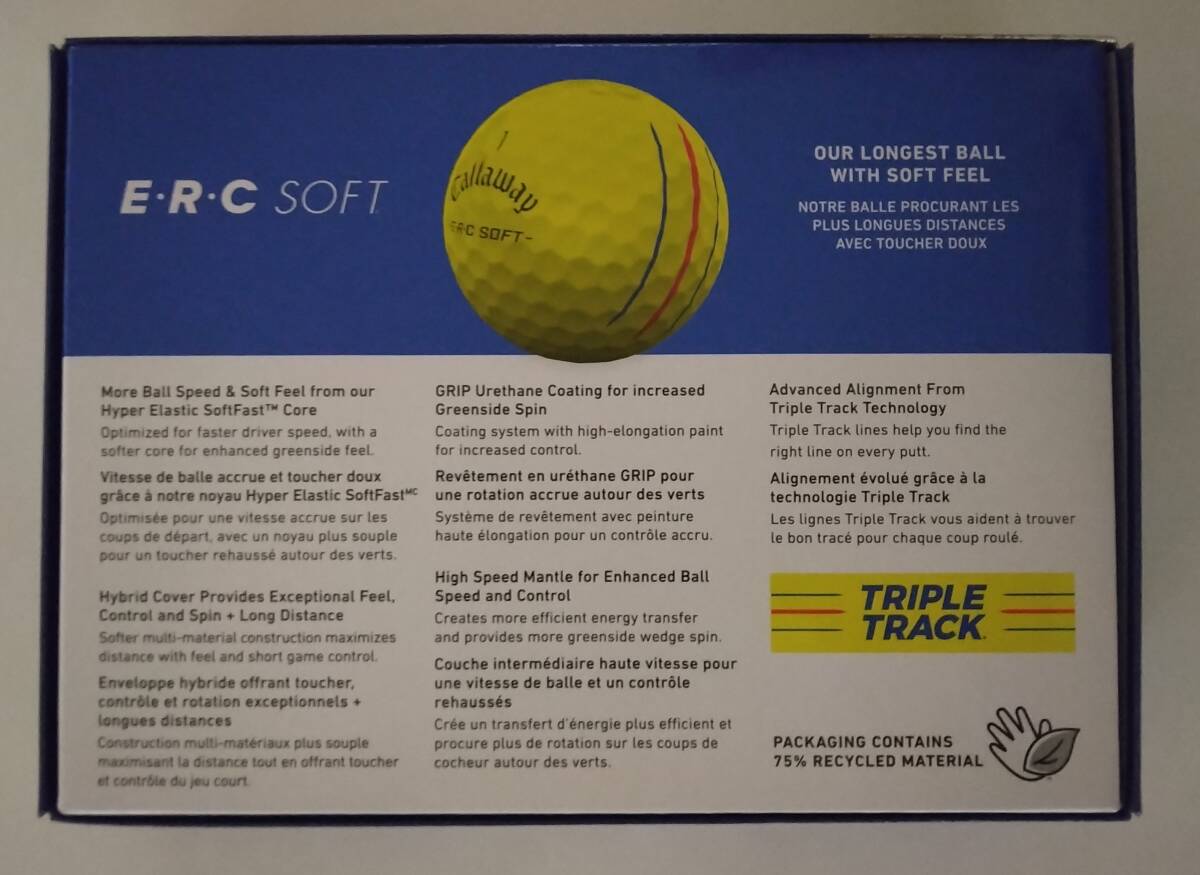 E·R·C SOFT
1
Callaway
E·R·C SOFT
OUR LONGEST BALL
WITH SOFT FEEL
NOTRE BALLE PROCURANT LES
PLUS LONGUES DISTANCES
AVEC TOUCHER DOUX
More Ball Speed & Soft Feel from our
Hyper Elastic SoftFast™ Core
Optimized for faster driver speed, with a
softer core for enhanced greenside feel.
Vitesse de balle accrue et toucher doux
grâce à notre noyau Hyper Elastic SoftFastᴹᶜ
Optimisée pour une vitesse accrue sur les
coups de départ, avec un noyau plus souple
pour un toucher rehaussé autour des verts.
Hybrid Cover Provides Exceptional Feel,
Control and Spin + Long Distance
Softer multi-material construction maximizes
distance with feel and short game control.
Enveloppe hybride offrant toucher,
contrôle et rotation exceptionnels +
longues distances
Construction multi-matériaux plus souple
maximisant la distance tout en offrant toucher
et contrôle du jeu court.
GRIP Urethane Coating for increased
Greenside Spin
Coating system with high-elongation paint
for increased control.
Revêtement en uréthane GRIP pour
une rotation accrue autour des verts
Système de revêtement avec peinture
haute élongation pour un contrôle accru.
High Speed Mantle for Enhanced Ball
Speed and Control
Creates more efficient energy transfer
and provides more greenside wedge spin.
Couche intermédiaire haute vitesse pour
une vitesse de balle et un contrôle
rehaussés
Crée un transfert d'énergie plus efficient et
procure plus de rotation sur les coups de
cocheur autour des verts.
Advanced Alignment From
Triple Track Technology
Triple Track lines help you find the
right line on every putt.
Alignement évolué grâce à la
technologie Triple Track
Les lignes Triple Track vous aident à trouver
le bon tracé pour chaque coup roulé.
TRIPLE
TRACK
PACKAGING CONTAINS
75% RECYCLED MATERIAL